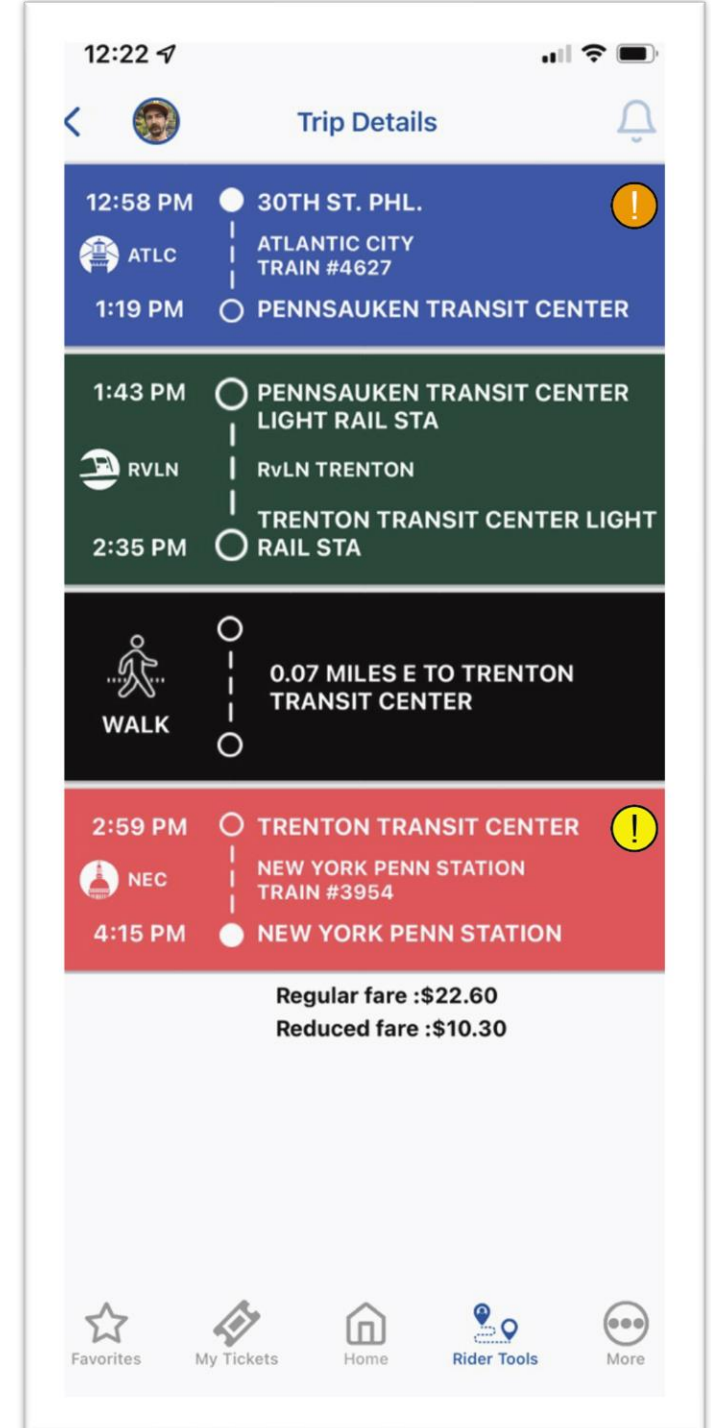 12:22
Trip Details
12:58 PM 30TH ST. PHL. !
ATLC ATLANTIC CITY
TRAIN #4627
1:19 PM PENNSAUKEN TRANSIT CENTER
1:43 PM PENNSAUKEN TRANSIT CENTER
LIGHT RAIL STA
RVLN RvLN TRENTON
TRENTON TRANSIT CENTER LIGHT
2:35 PM RAIL STA
0.07 MILES E TO TRENTON
TRANSIT CENTER
WALK
2:59 PM TRENTON TRANSIT CENTER !
NEC NEW YORK PENN STATION
TRAIN #3954
4:15 PM NEW YORK PENN STATION
Regular fare :$22.60
Reduced fare :$10.30
Favorites My Tickets Home Rider Tools More